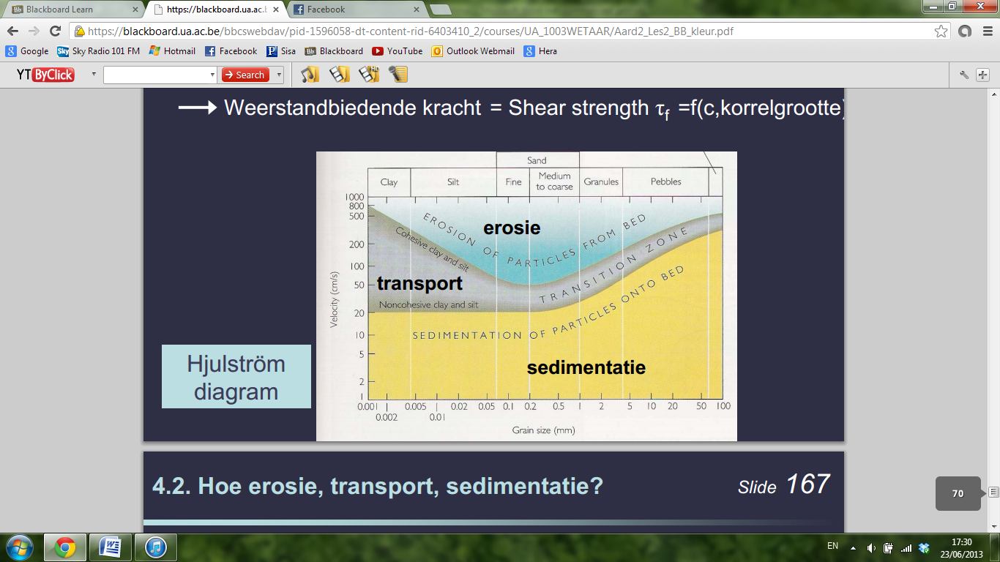 Blackboard Learn
https://blackboard.ua.ac.b
Facebook
https://blackboard.ua.ac.be/bbcswebdav/pid-1596058-dt-content-rid-6403410_2/courses/UA_1003WETAAR/Aard2_Les2_BB_kleur.pdf
Google Sky Radio 101 FM Hotmail Facebook Sisa Blackboard YouTube Outlook Webmail Hera
YT ByClick Search
Weerstandbiedende kracht = Shear strength τf =f(c,korrelgrootte)
Sand
Clay Silt Fine Medium to coarse Granules Pebbles
1000
800
500
200
100
50
20
10
5
2
1
Velocity (cm/s)
EROSION OF PARTICLES FROM BED
erosie
Cohesive clay and silt
transport
TRANSITION ZONE
Noncohesive clay and silt
SEDIMENTATION OF PARTICLES ONTO BED
sedimentatie
0.001 0.005 0.02 0.05 0.1 0.2 0.5 1 2 5 10 20 50 100
0.002 0.01
Grain size (mm)
Hjulström
diagram
4.2. Hoe erosie, transport, sedimentatie? Slide 167
70
EN
17:30
23/06/2013